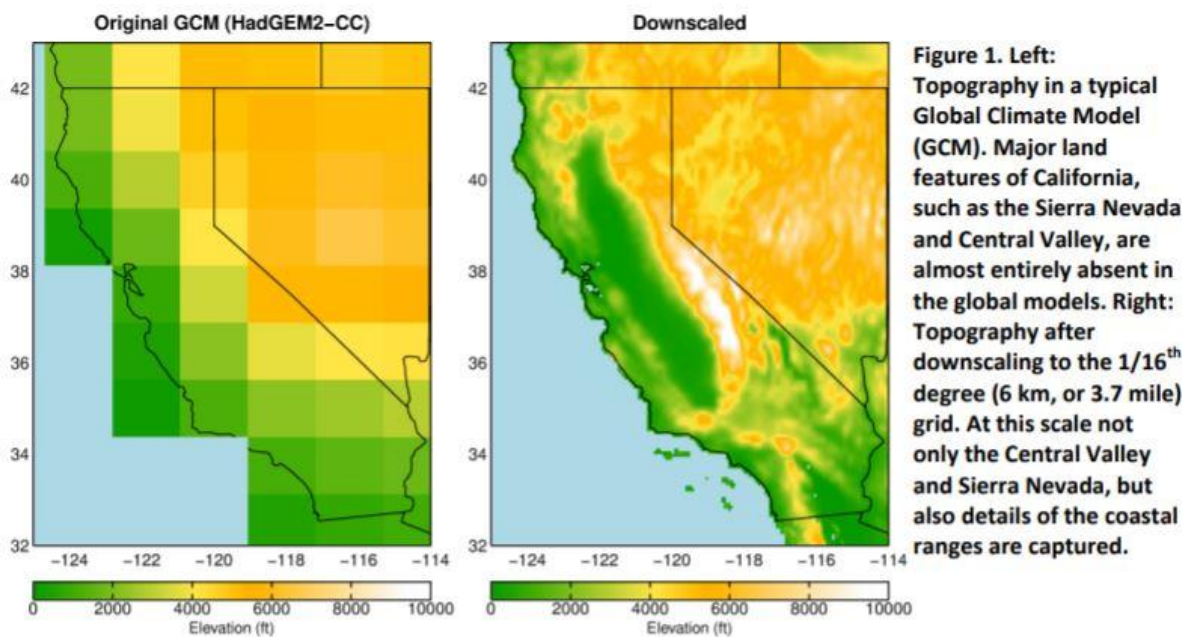 Original GCM (HadGEM2-CC)
42
40
38
36
34
32
-124
-122
-120
-118
-116
-114
0
2000
4000
6000
8000
10000
Elevation (ft)
Downscaled
42
40
38
36
34
32
-124
-122
-120
-118
-116
-114
0
2000
4000
6000
8000
10000
Elevation (ft)
Figure 1. Left:
Topography in a typical
Global Climate Model
(GCM). Major land
features of California,
such as the Sierra Nevada
and Central Valley, are
almost entirely absent in
the global models. Right:
Topography after
downscaling to the 1/16th
degree (6 km, or 3.7 mile)
grid. At this scale not
only the Central Valley
and Sierra Nevada, but
also details of the coastal
ranges are captured.